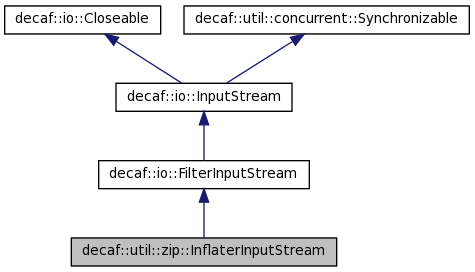 decaf::io::Closeable
decaf::util::concurrent::Synchronizable
decaf::io::InputStream
decaf::io::FilterInputStream
decaf::util::zip::InflaterInputStream